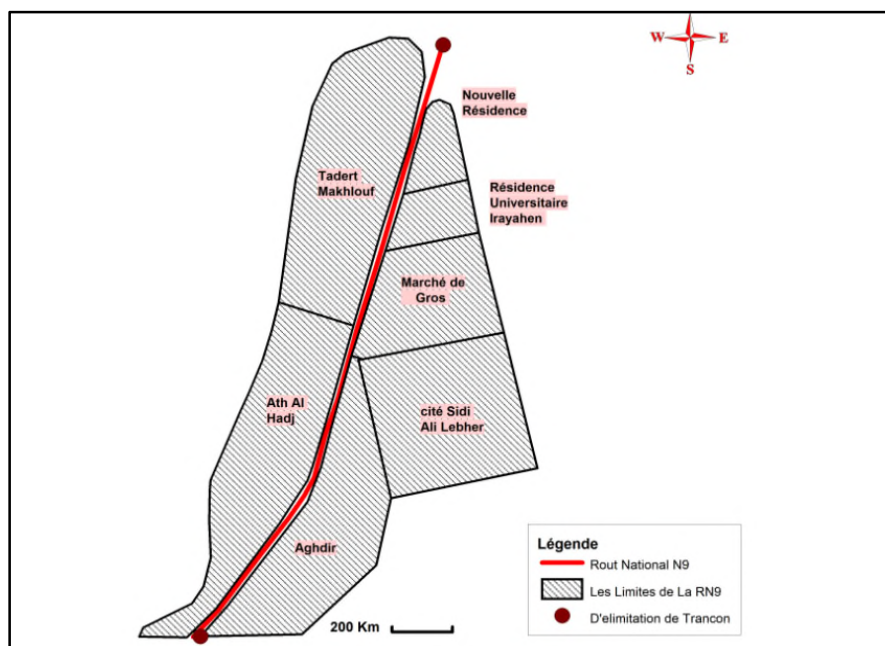 W
E
S
Nouvelle
Résidence
Tadert
Makhlouf
Résidence
Universitaire
Irayahen
Marché de
Gros
Ath Al
Hadj
cité Sidi
Ali Lebher
Aghdir
Légende
Rout National N9
Les Limites de La RN9
D'elimitation de Trancon
200 Km